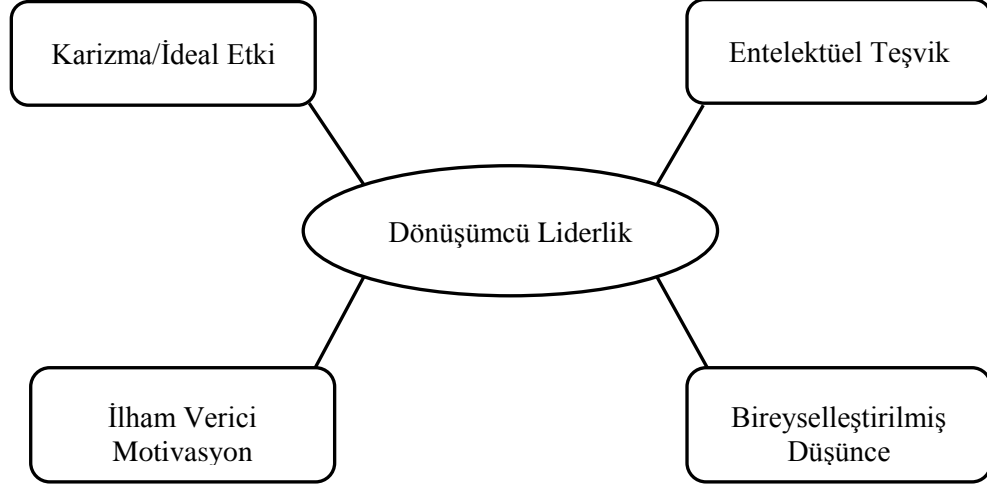 Karizma/İdeal Etki
Entelektüel Teşvik
Dönüşümcü Liderlik
İlham Verici
Motivasyon
Bireyselleştirilmiş
Düşünce